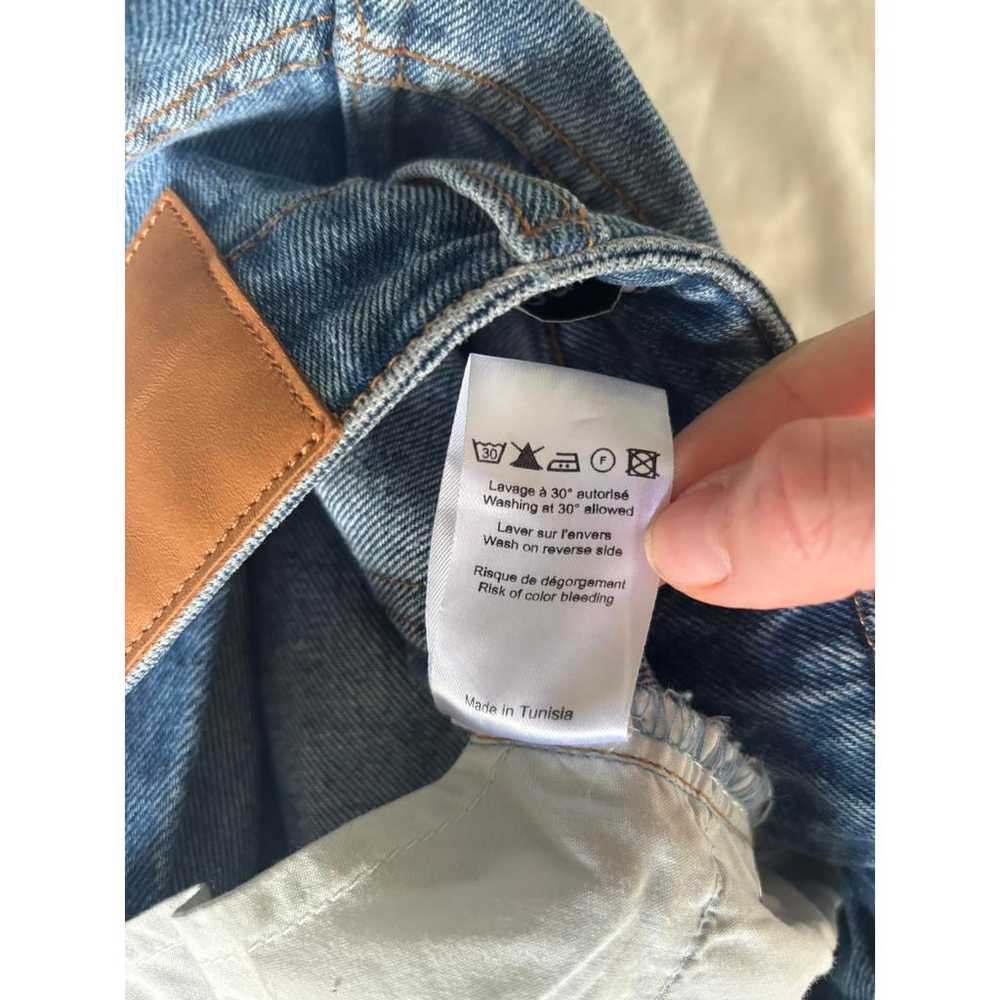 30 F
Lavage à 30° autorisé
Washing at 30° allowed
Laver sur l'envers
Wash on reverse side
Risque de dégorgement
Risk of color bleeding
Made in Tunisia